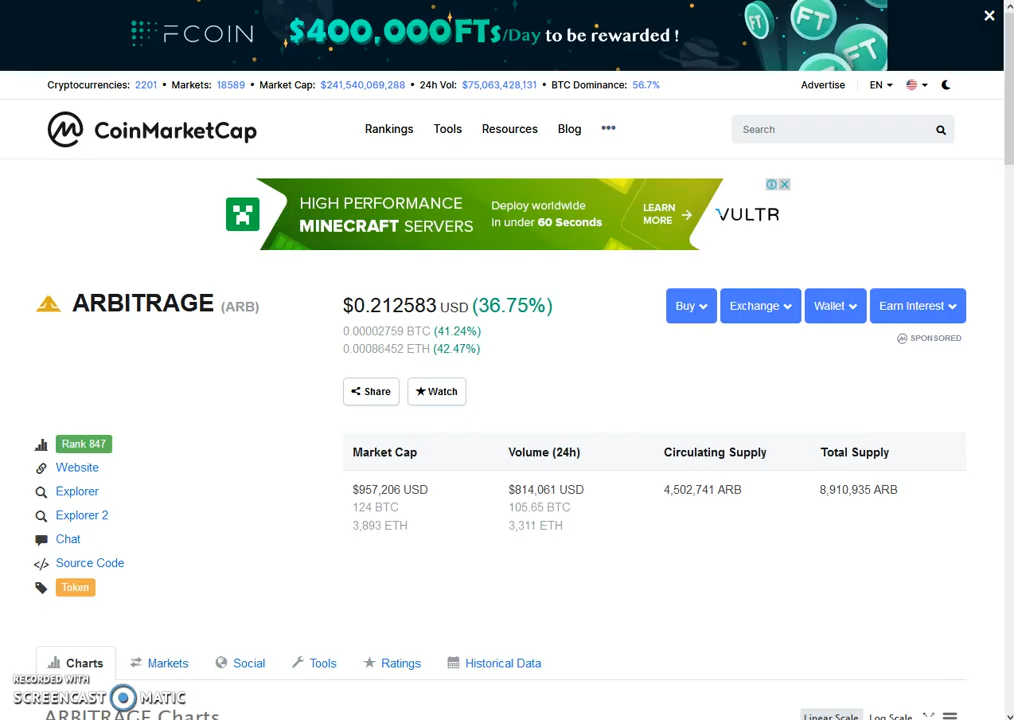 FCOIN $400,000FTs/Day to be rewarded !
FT FT FT
Cryptocurrencies: 2201 • Markets: 18589 • Market Cap: $241,540,069,288 • 24h Vol: $75,063,428,131 • BTC Dominance: 56.7% Advertise EN
CoinMarketCap Rankings Tools Resources Blog ••• Search
HIGH PERFORMANCE
MINECRAFT SERVERS
Deploy worldwide
in under 60 Seconds
LEARN
MORE →
VULTR
ARBITRAGE (ARB)
$0.212583 USD (36.75%)
0.00002759 BTC (41.24%)
0.00086452 ETH (42.47%)
Buy Exchange Wallet Earn Interest
SPONSORED
Share Watch
Rank 847
Website
Explorer
Explorer 2
Chat
Source Code
Token
Market Cap Volume (24h) Circulating Supply Total Supply
$957,206 USD $814,061 USD 4,502,741 ARB 8,910,935 ARB
124 BTC 105.65 BTC
3,893 ETH 3,311 ETH
Charts Markets Social Tools Ratings Historical Data
RECORDED WITH
SCREENCAST MATIC
ARBITRAGE Charts
Linear Scale Log Scale